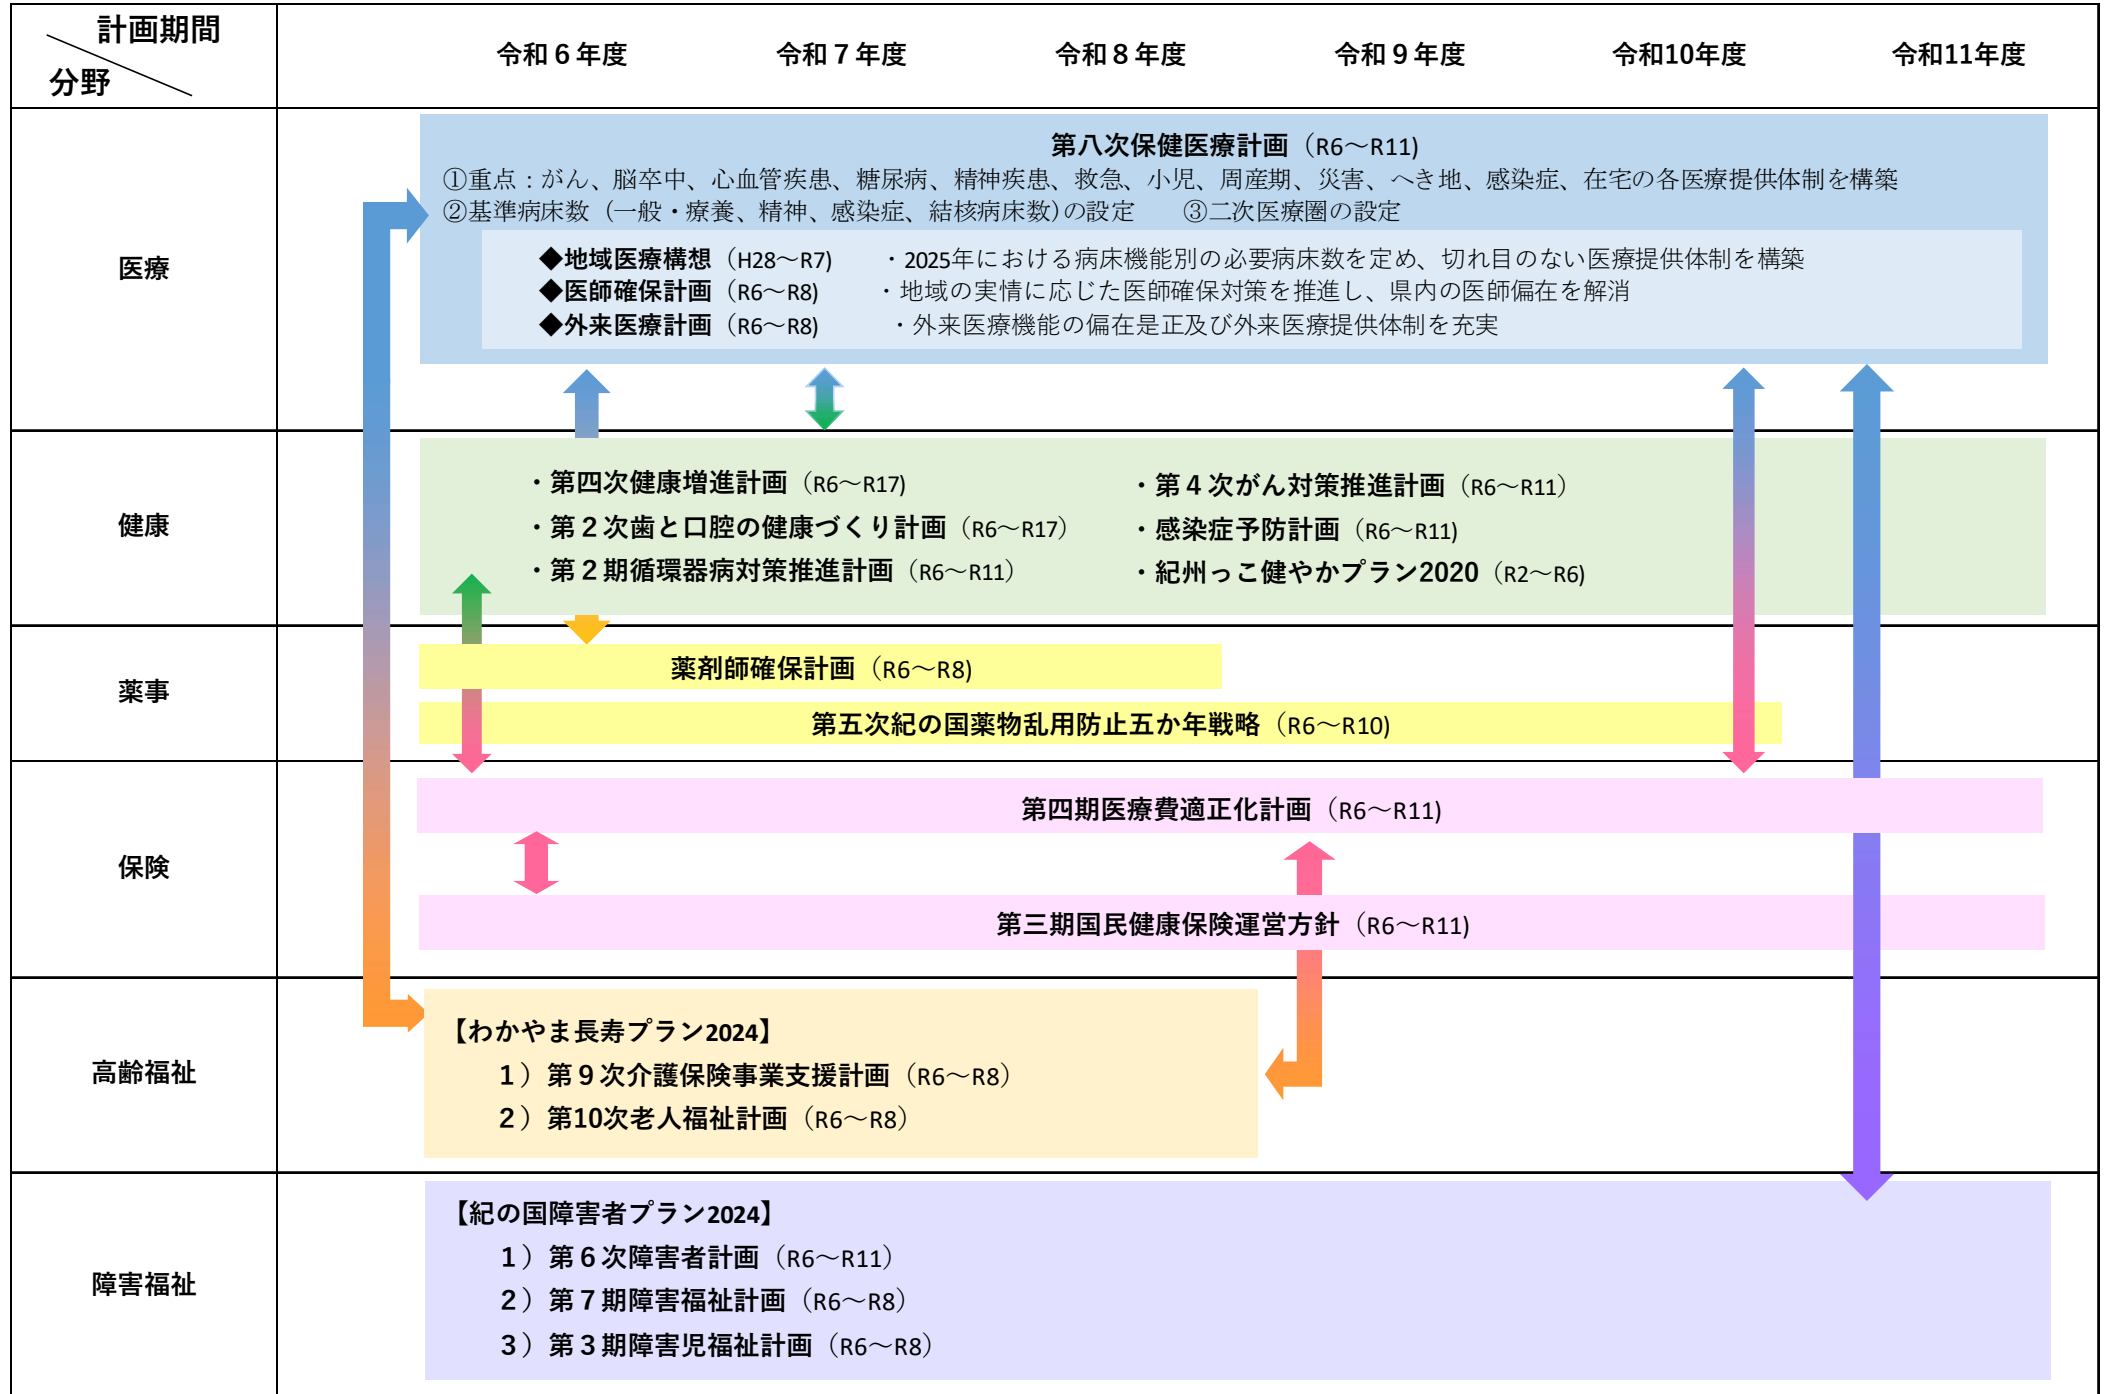 計画期間
分野
令和６年度 令和７年度 令和８年度 令和９年度 令和10年度 令和11年度
医療
第八次保健医療計画（R6～R11)
①重点：がん、脳卒中、心血管疾患、糖尿病、精神疾患、救急、小児、周産期、災害、へき地、感染症、在宅の各医療提供体制を構築
②基準病床数（一般・療養、精神、感染症、結核病床数）の設定　　③二次医療圏の設定
◆地域医療構想（H28～R7)　・2025年における病床機能別の必要病床数を定め、切れ目のない医療提供体制を構築
◆医師確保計画（R6～R8)　・地域の実情に応じた医師確保対策を推進し、県内の医師偏在を解消
◆外来医療計画（R6～R8)　・外来医療機能の偏在是正及び外来医療提供体制を充実
健康
・第四次健康増進計画（R6～R17)　・第４次がん対策推進計画（R6～R11）
・第２次歯と口腔の健康づくり計画（R6～R17）　・感染症予防計画（R6～R11)
・第２期循環器病対策推進計画（R6～R11）　・紀州っこ健やかプラン2020（R2～R6)
薬事
薬剤師確保計画（R6～R8)
第五次紀の国薬物乱用防止五か年戦略（R6～R10)
保険
第四期医療費適正化計画（R6～R11)
第三期国民健康保険運営方針（R6～R11)
高齢福祉
【わかやま長寿プラン2024】
１）第９次介護保険事業支援計画（R6～R8）
２）第10次老人福祉計画（R6～R8）
障害福祉
【紀の国障害者プラン2024】
１）第６次障害者計画（R6～R11）
２）第７期障害福祉計画（R6～R8）
３）第３期障害児福祉計画（R6～R8）